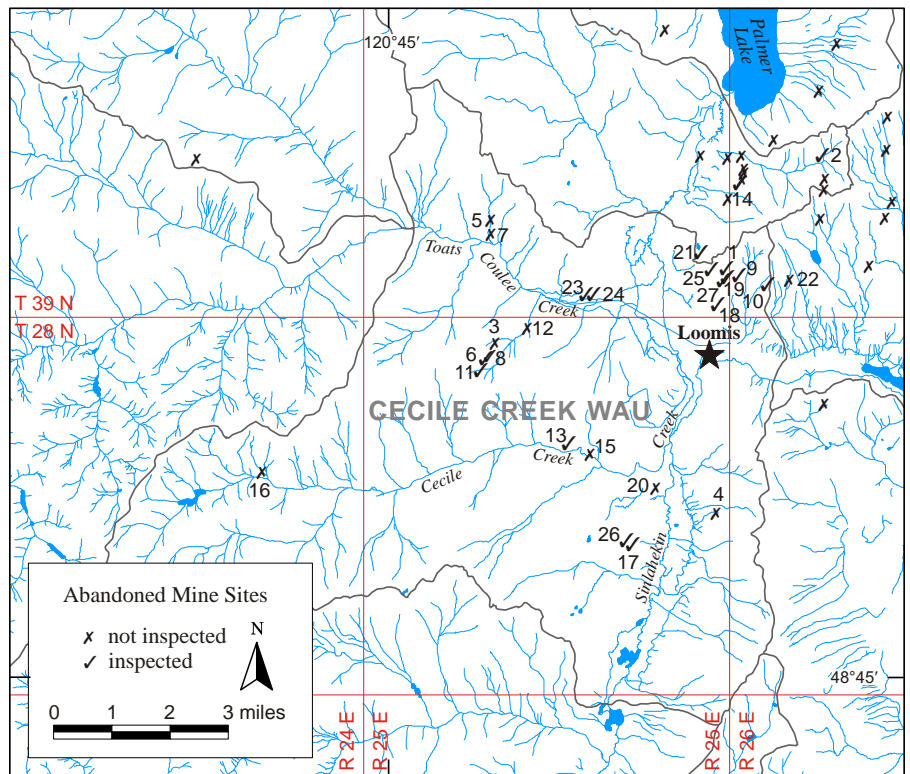 120°45′
Palmer
Lake
2
14
5
7
Toats
Coulee
Creek
21
1
25
9
19
10
22
27
18
23
24
T 39 N
T 28 N
Loomis
3
12
6
8
11
CECILE CREEK WAU
Creek
13
Creek
15
Cecile
16
20
4
26
17
Sinlahekin
Abandoned Mine Sites
✗ not inspected
✓ inspected
N
0 1 2 3 miles
48°45′
R 24 E
R 25 E
R 25 E
R 26 E